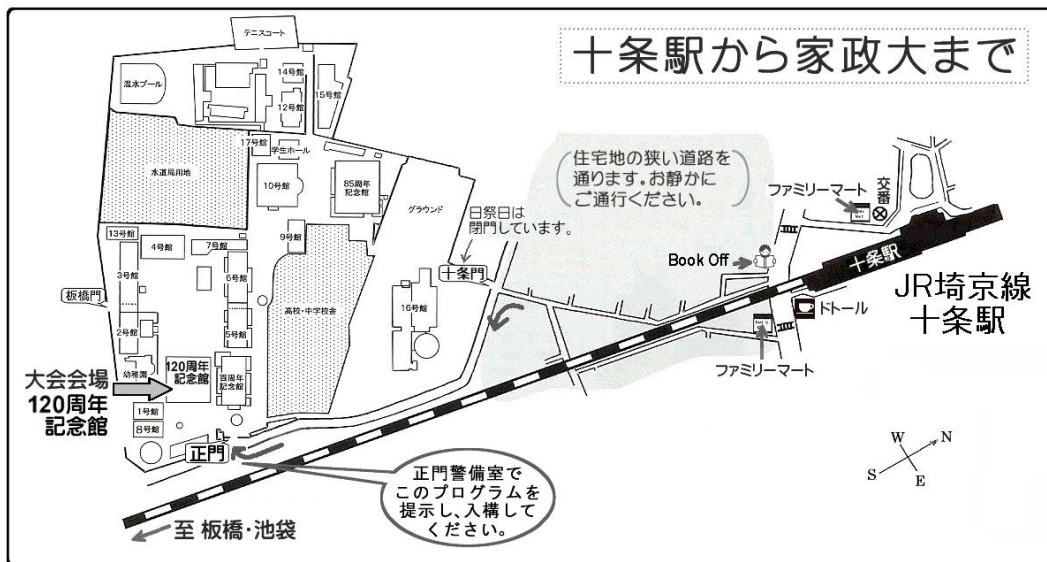 十条駅から家政大まで
テニスコート
温水プール
14号館
12号館
15号館
17号館
学生ホール
水道局用地
10号館
85周年
記念館
グラウンド
住宅地の狭い道路を
通ります。お静かに
ご通行ください。
ファミリーマート
交番
日祭日は
閉門しています。
十条門
Book Off
十条駅
JR埼京線
十条駅
ドトール
ファミリーマート
13号館
4号館
7号館
9号館
3号館
6号館
板橋門
高校・中学校舎
16号館
2号館
5号館
幼稚園
120周年
記念館
百周年
記念館
大会会場
120周年
記念館
1号館
8号館
正門
正門警備室で
このプログラムを
提示し、入構して
ください。
至 板橋・池袋
W
N
S
E